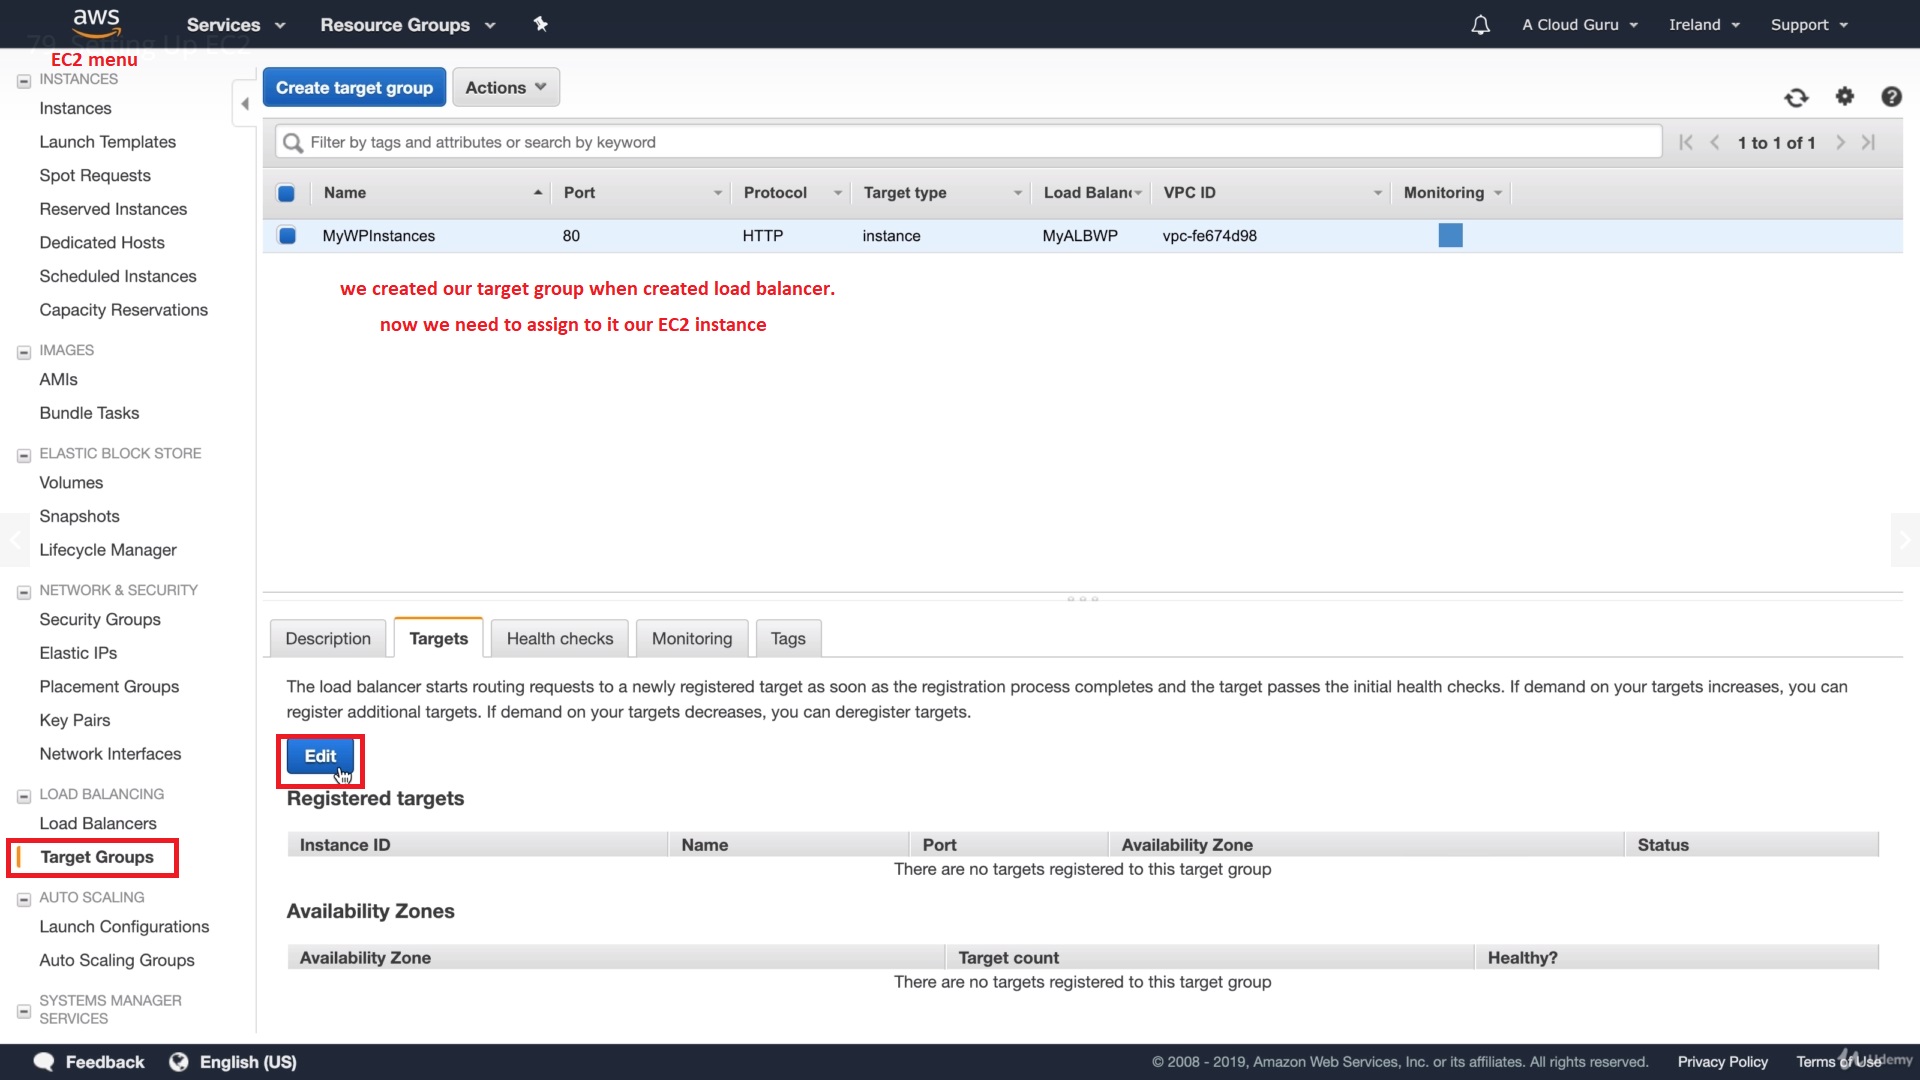 aws
Services
Resource Groups
A Cloud Guru
Ireland
Support
79. Setting Up EC2
EC2 menu
INSTANCES
Instances
Launch Templates
Spot Requests
Reserved Instances
Dedicated Hosts
Scheduled Instances
Capacity Reservations
IMAGES
AMIs
Bundle Tasks
ELASTIC BLOCK STORE
Volumes
Snapshots
Lifecycle Manager
NETWORK & SECURITY
Security Groups
Elastic IPs
Placement Groups
Key Pairs
Network Interfaces
LOAD BALANCING
Load Balancers
Target Groups
AUTO SCALING
Launch Configurations
Auto Scaling Groups
SYSTEMS MANAGER
SERVICES
Create target group
Actions
Filter by tags and attributes or search by keyword
1 to 1 of 1
Name Port Protocol Target type Load Balan VPC ID Monitoring
MyWPInstances 80 HTTP instance MyALBWP vpc-fe674d98
we created our target group when created load balancer.
now we need to assign to it our EC2 instance
Description Targets Health checks Monitoring Tags
The load balancer starts routing requests to a newly registered target as soon as the registration process completes and the target passes the initial health checks. If demand on your targets increases, you can
register additional targets. If demand on your targets decreases, you can deregister targets.
Edit
Registered targets
Instance ID Name Port Availability Zone Status
There are no targets registered to this target group
Availability Zones
Availability Zone Target count Healthy?
There are no targets registered to this target group
Feedback
English (US)
© 2008 - 2019, Amazon Web Services, Inc. or its affiliates. All rights reserved.
Privacy Policy
Terms of Use
Udemy